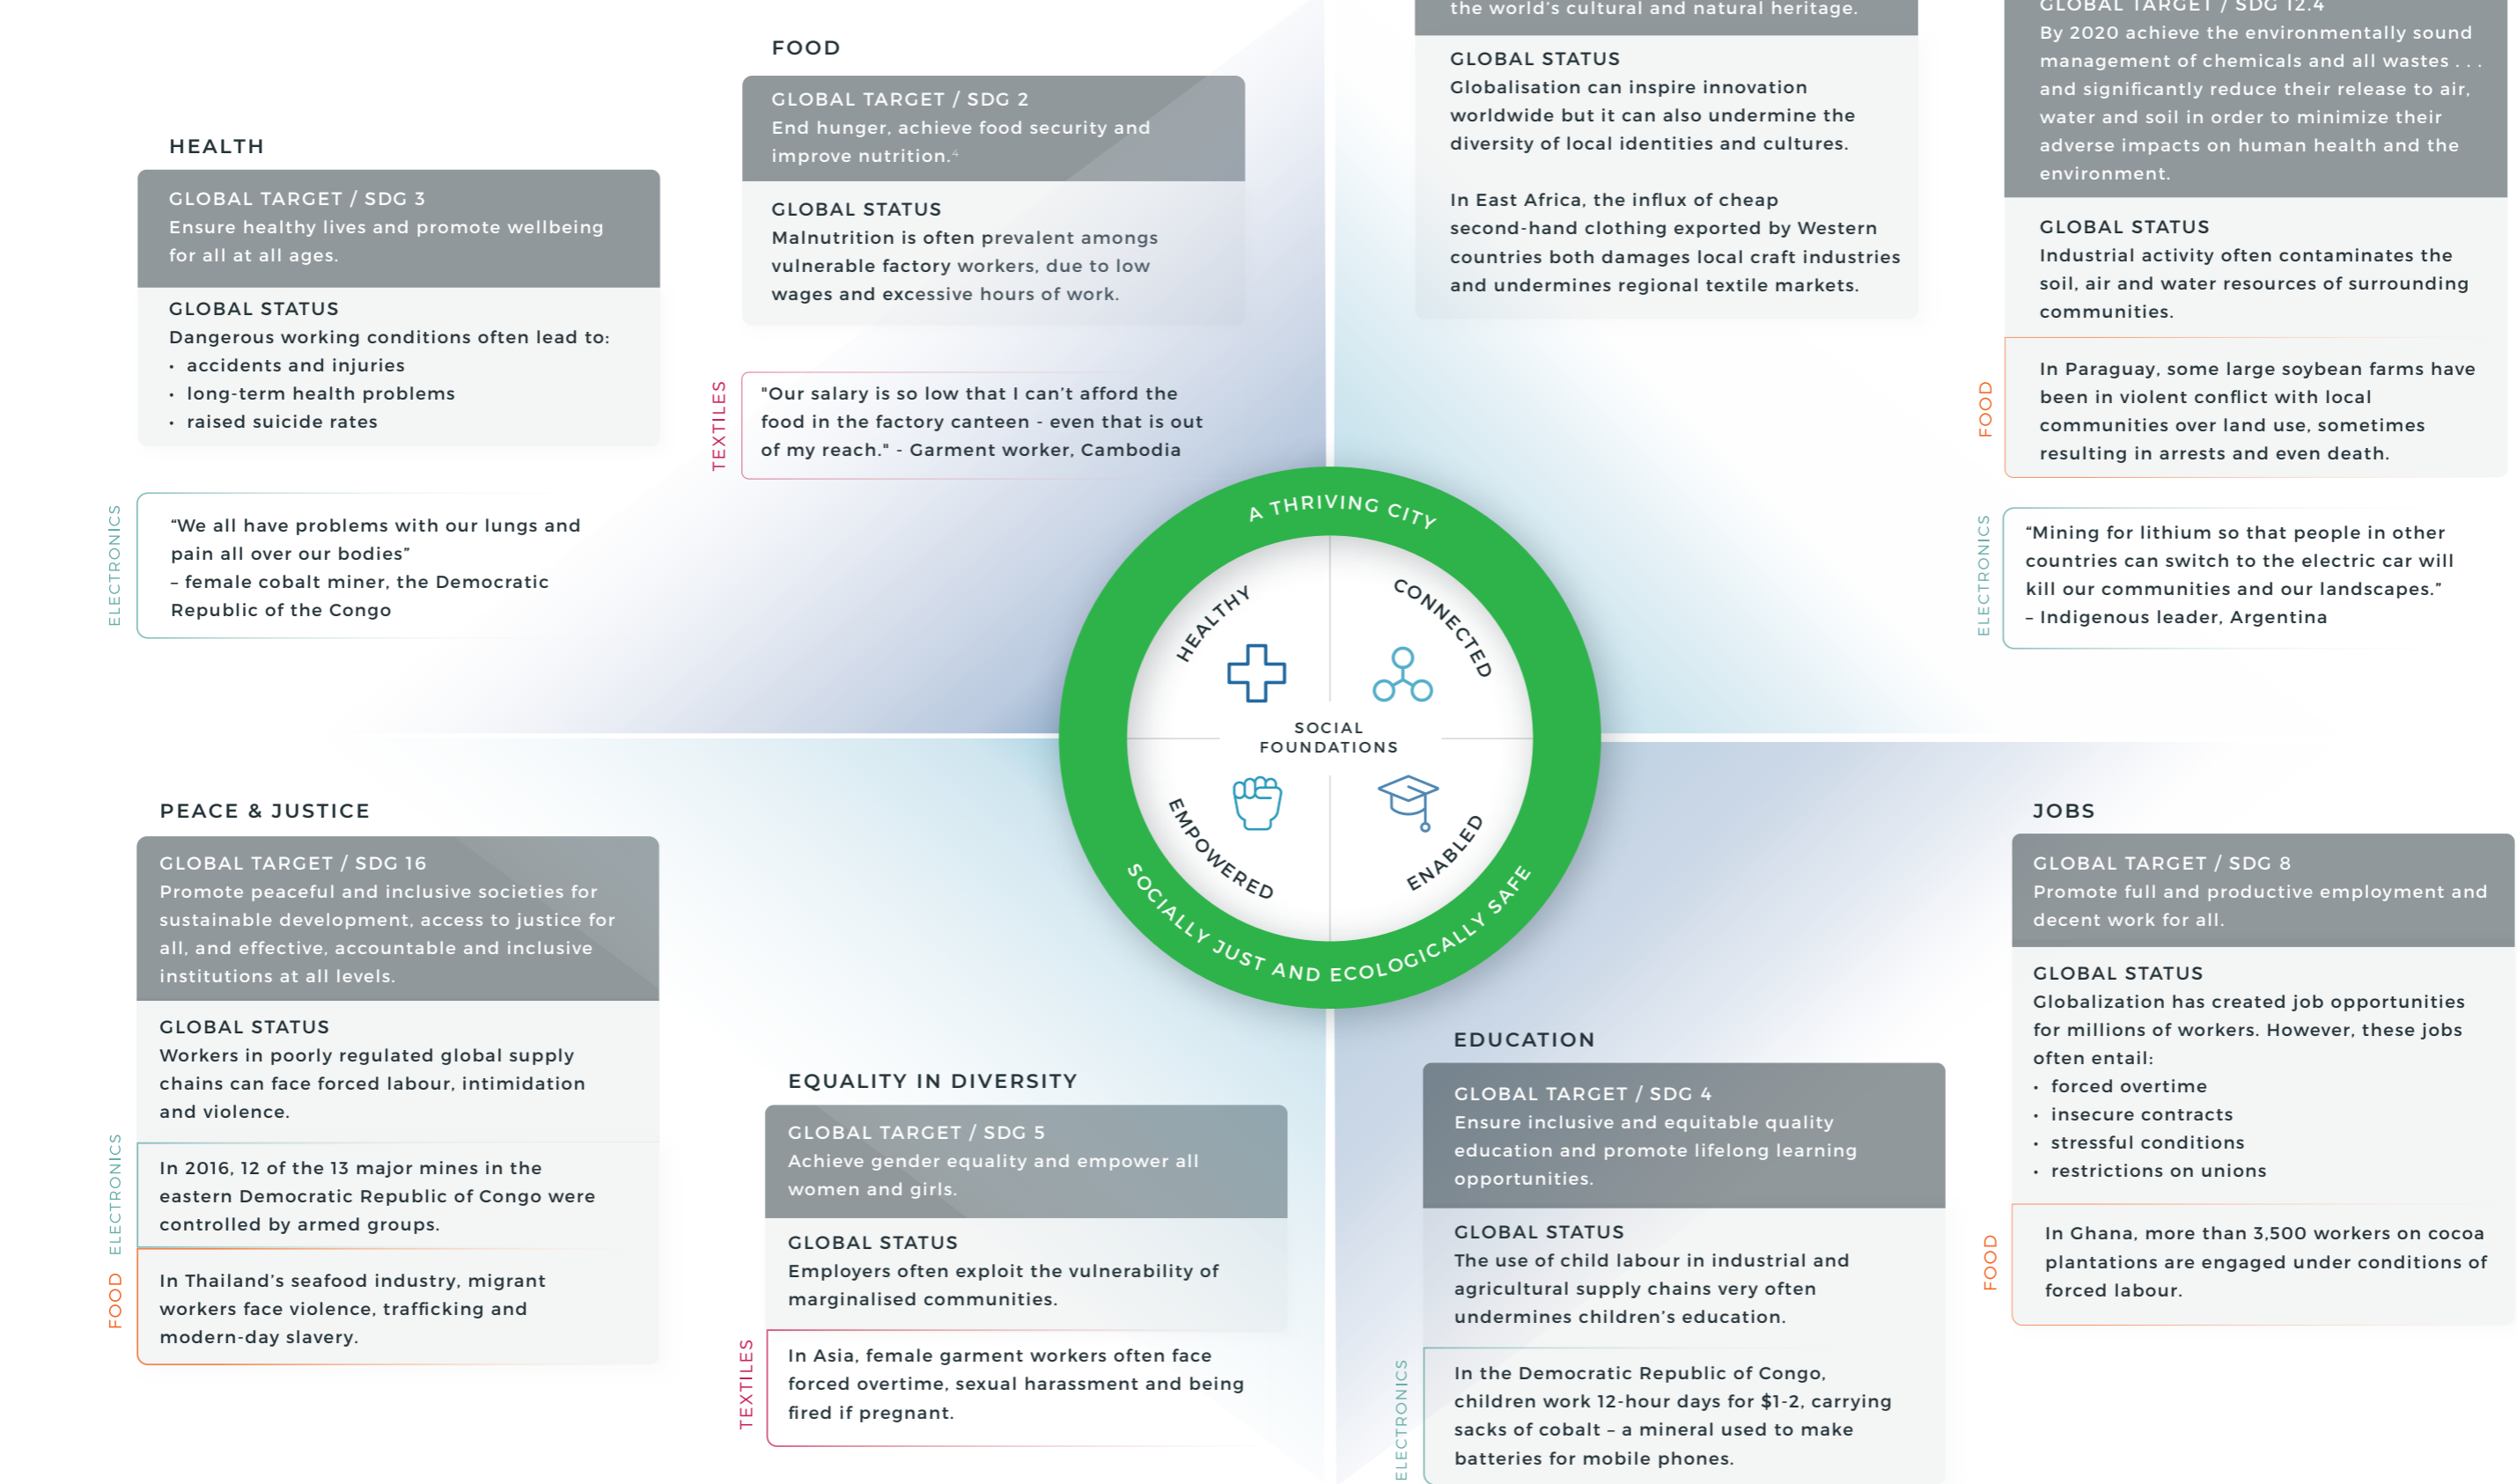 HEALTH
GLOBAL TARGET / SDG 3
Ensure healthy lives and promote wellbeing
for all at all ages.
GLOBAL STATUS
Dangerous working conditions often lead to:
• accidents and injuries
• long-term health problems
• raised suicide rates
ELECTRONICS
“We all have problems with our lungs and
pain all over our bodies”
– female cobalt miner, the Democratic
Republic of the Congo
FOOD
GLOBAL TARGET / SDG 2
End hunger, achieve food security and
improve nutrition.4
GLOBAL STATUS
Malnutrition is often prevalent amongs
vulnerable factory workers, due to low
wages and excessive hours of work.
TEXTILES
"Our salary is so low that I can’t afford the
food in the factory canteen - even that is out
of my reach." - Garment worker, Cambodia
the world’s cultural and natural heritage.
GLOBAL STATUS
Globalisation can inspire innovation
worldwide but it can also undermine the
diversity of local identities and cultures.
In East Africa, the influx of cheap
second-hand clothing exported by Western
countries both damages local craft industries
and undermines regional textile markets.
GLOBAL TARGET / SDG 12.4
By 2020 achieve the environmentally sound
management of chemicals and all wastes . . .
and significantly reduce their release to air,
water and soil in order to minimize their
adverse impacts on human health and the
environment.
GLOBAL STATUS
Industrial activity often contaminates the
soil, air and water resources of surrounding
communities.
FOOD
In Paraguay, some large soybean farms have
been in violent conflict with local
communities over land use, sometimes
resulting in arrests and even death.
ELECTRONICS
“Mining for lithium so that people in other
countries can switch to the electric car will
kill our communities and our landscapes.”
– Indigenous leader, Argentina
A THRIVING CITY
HEALTHY
CONNECTED
SOCIAL
FOUNDATIONS
EMPOWERED
ENABLED
SOCIALLY JUST AND ECOLOGICALLY SAFE
PEACE & JUSTICE
GLOBAL TARGET / SDG 16
Promote peaceful and inclusive societies for
sustainable development, access to justice for
all, and effective, accountable and inclusive
institutions at all levels.
GLOBAL STATUS
Workers in poorly regulated global supply
chains can face forced labour, intimidation
and violence.
ELECTRONICS
In 2016, 12 of the 13 major mines in the
eastern Democratic Republic of Congo were
controlled by armed groups.
FOOD
In Thailand’s seafood industry, migrant
workers face violence, trafficking and
modern-day slavery.
EQUALITY IN DIVERSITY
GLOBAL TARGET / SDG 5
Achieve gender equality and empower all
women and girls.
GLOBAL STATUS
Employers often exploit the vulnerability of
marginalised communities.
TEXTILES
In Asia, female garment workers often face
forced overtime, sexual harassment and being
fired if pregnant.
EDUCATION
GLOBAL TARGET / SDG 4
Ensure inclusive and equitable quality
education and promote lifelong learning
opportunities.
GLOBAL STATUS
The use of child labour in industrial and
agricultural supply chains very often
undermines children’s education.
ELECTRONICS
In the Democratic Republic of Congo,
children work 12-hour days for $1-2, carrying
sacks of cobalt – a mineral used to make
batteries for mobile phones.
JOBS
GLOBAL TARGET / SDG 8
Promote full and productive employment and
decent work for all.
GLOBAL STATUS
Globalization has created job opportunities
for millions of workers. However, these jobs
often entail:
• forced overtime
• insecure contracts
• stressful conditions
• restrictions on unions
FOOD
In Ghana, more than 3,500 workers on cocoa
plantations are engaged under conditions of
forced labour.